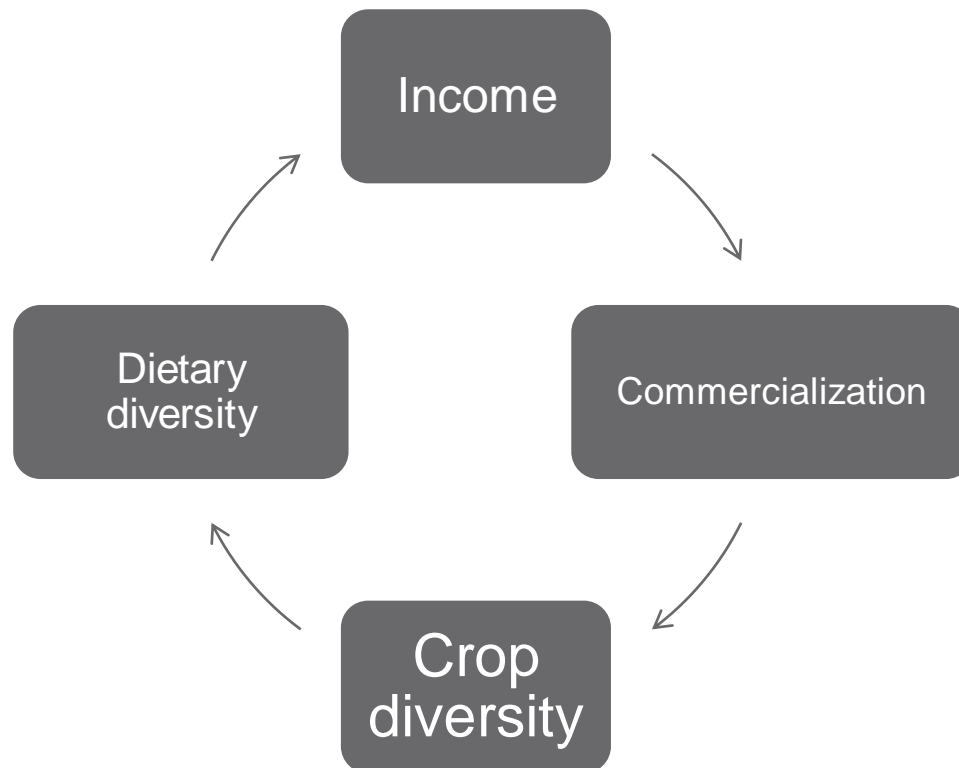 Income
Dietary
diversity
Commercialization
Crop
diversity